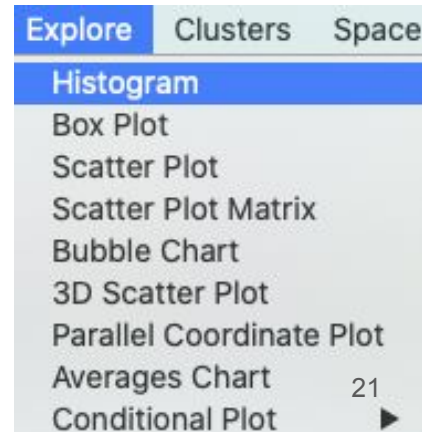 Explore Clusters Space
Histogram
Box Plot
Scatter Plot
Scatter Plot Matrix
Bubble Chart
3D Scatter Plot
Parallel Coordinate Plot
Averages Chart 21
Conditional Plot ▶